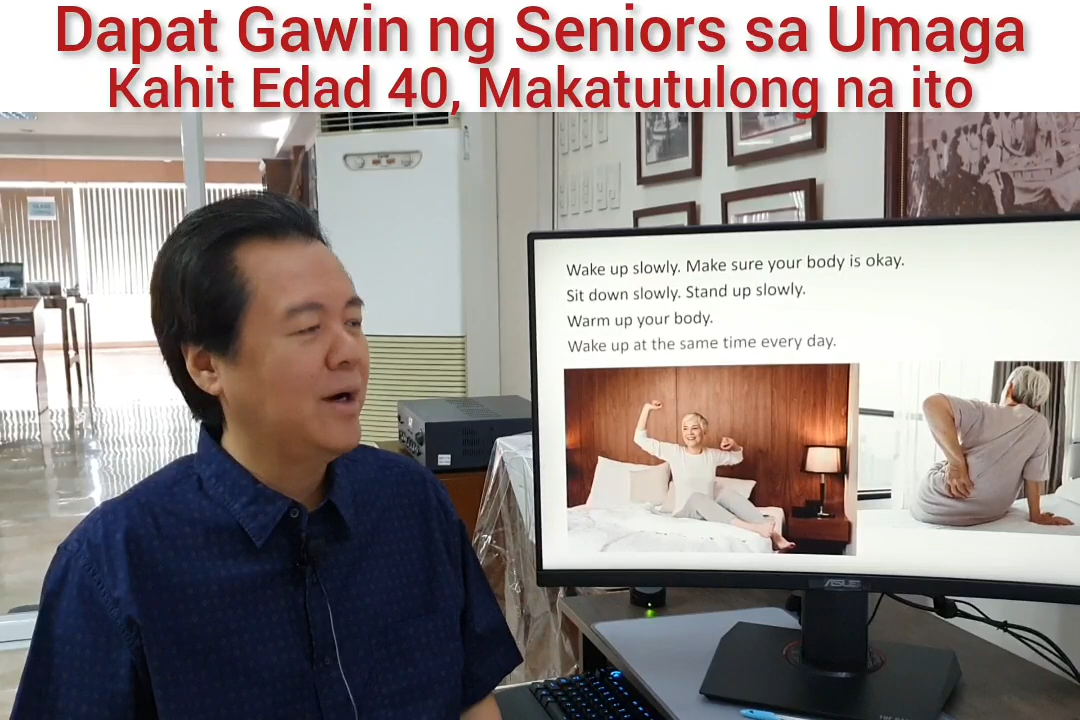 Dapat Gawin ng Seniors sa Umaga
Kahit Edad 40, Makatutulong na ito
Wake up slowly. Make sure your body is okay.
Sit down slowly. Stand up slowly.
Warm up your body.
Wake up at the same time every day.
ASUS